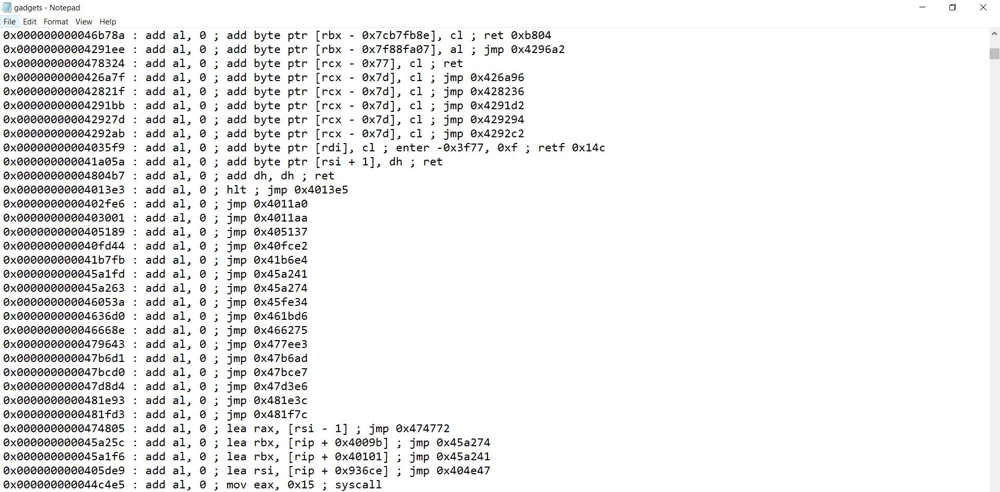 gadgets - Notepad
File Edit Format View Help
0x000000000046b78a : add al, 0 ; add byte ptr [rbx - 0x7cb7fb8e], cl ; ret 0xb804
0x00000000004291ee : add al, 0 ; add byte ptr [rbx - 0x7f88fa07], al ; jmp 0x4296a2
0x0000000000478324 : add al, 0 ; add byte ptr [rcx - 0x77], cl ; ret
0x0000000000426a7f : add al, 0 ; add byte ptr [rcx - 0x7d], cl ; jmp 0x426a96
0x000000000042821f : add al, 0 ; add byte ptr [rcx - 0x7d], cl ; jmp 0x428236
0x00000000004291bb : add al, 0 ; add byte ptr [rcx - 0x7d], cl ; jmp 0x4291d2
0x000000000042927d : add al, 0 ; add byte ptr [rcx - 0x7d], cl ; jmp 0x429294
0x00000000004292ab : add al, 0 ; add byte ptr [rcx - 0x7d], cl ; jmp 0x4292c2
0x00000000004035f9 : add al, 0 ; add byte ptr [rdi], cl ; enter -0x3f77, 0xf ; retf 0x14c
0x000000000041a05a : add al, 0 ; add byte ptr [rsi + 1], dh ; ret
0x00000000004804b7 : add al, 0 ; add dh, dh ; ret
0x00000000004013e3 : add al, 0 ; hlt ; jmp 0x4013e5
0x0000000000402fe6 : add al, 0 ; jmp 0x4011a0
0x0000000000403001 : add al, 0 ; jmp 0x4011aa
0x0000000000405189 : add al, 0 ; jmp 0x405137
0x000000000040fd44 : add al, 0 ; jmp 0x40fce2
0x000000000041b7fb : add al, 0 ; jmp 0x41b6e4
0x000000000045a1fd : add al, 0 ; jmp 0x45a241
0x000000000045a263 : add al, 0 ; jmp 0x45a274
0x000000000046053a : add al, 0 ; jmp 0x45fe34
0x00000000004636d0 : add al, 0 ; jmp 0x461bd6
0x000000000046668e : add al, 0 ; jmp 0x466275
0x0000000000479643 : add al, 0 ; jmp 0x477ee3
0x000000000047b6d1 : add al, 0 ; jmp 0x47b6ad
0x000000000047bcd0 : add al, 0 ; jmp 0x47bce7
0x000000000047d8d4 : add al, 0 ; jmp 0x47d3e6
0x0000000000481e93 : add al, 0 ; jmp 0x481e3c
0x0000000000481fd3 : add al, 0 ; jmp 0x481f7c
0x0000000000474805 : add al, 0 ; lea rax, [rsi - 1] ; jmp 0x474772
0x000000000045a25c : add al, 0 ; lea rbx, [rip + 0x4009b] ; jmp 0x45a274
0x000000000045a1f6 : add al, 0 ; lea rbx, [rip + 0x40101] ; jmp 0x45a241
0x0000000000405de9 : add al, 0 ; lea rsi, [rip + 0x936ce] ; jmp 0x404e47
0x000000000044c4e5 : add al, 0 ; mov eax, 0x15 ; syscall